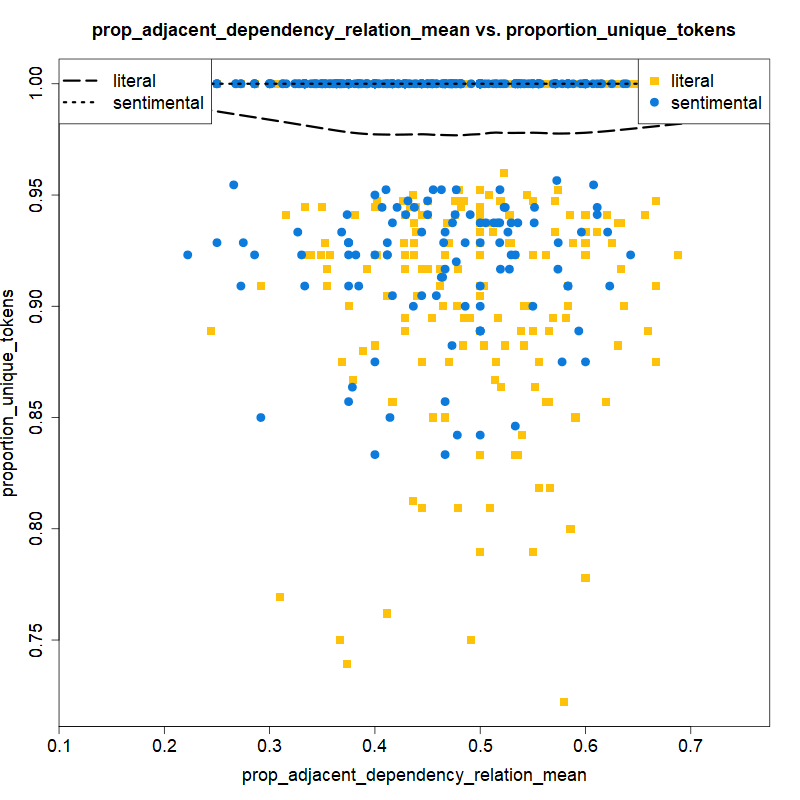 prop_adjacent_dependency_relation_mean vs. proportion_unique_tokens
literal
sentimental
literal
sentimental
proportion_unique_tokens
1.00
0.95
0.90
0.85
0.80
0.75
0.1 0.2 0.3 0.4 0.5 0.6 0.7
prop_adjacent_dependency_relation_mean